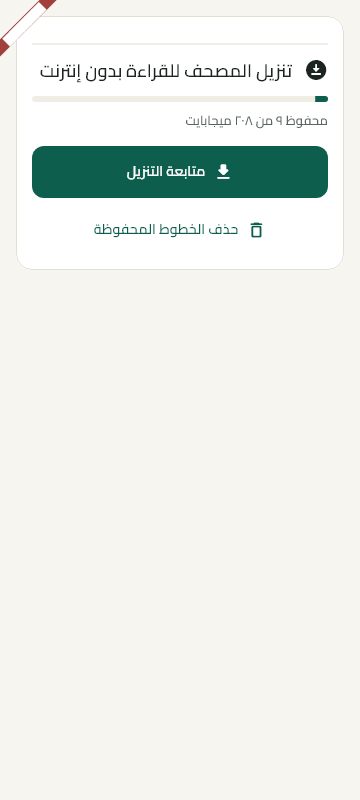 تنزيل المصحف للقراءة بدون إنترنت
محفوظ ٩ من ٢٠٨ ميجابايت
متابعة التنزيل
حذف الخطوط المحفوظة